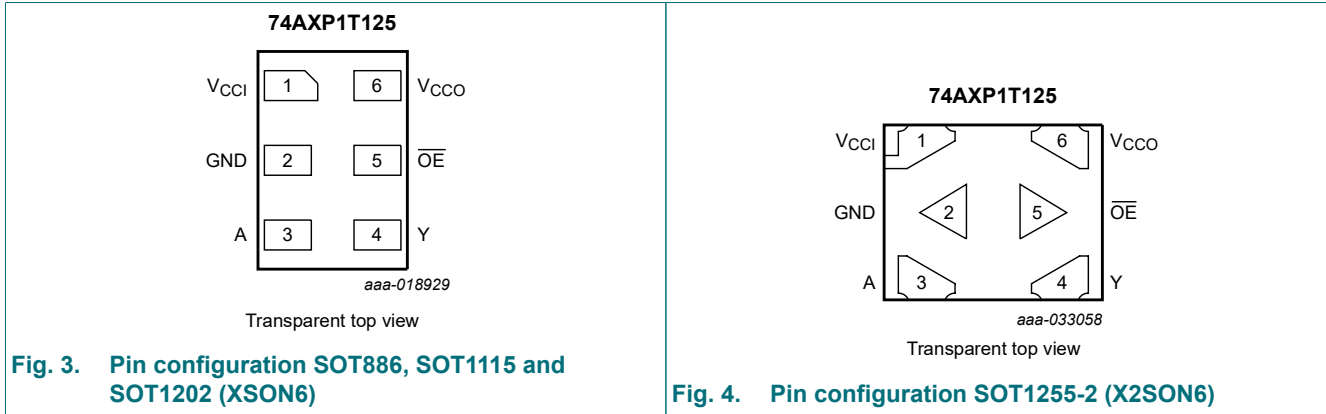 74AXP1T125
VCCI 1 6 VCCO
GND 2 5 OE
A 3 4 Y
aaa-018929
Transparent top view
Fig. 3. Pin configuration SOT886, SOT1115 and
SOT1202 (XSON6)
74AXP1T125
VCCI 1 6 VCCO
GND 2 5 OE
A 3 4 Y
aaa-033058
Transparent top view
Fig. 4. Pin configuration SOT1255-2 (X2SON6)